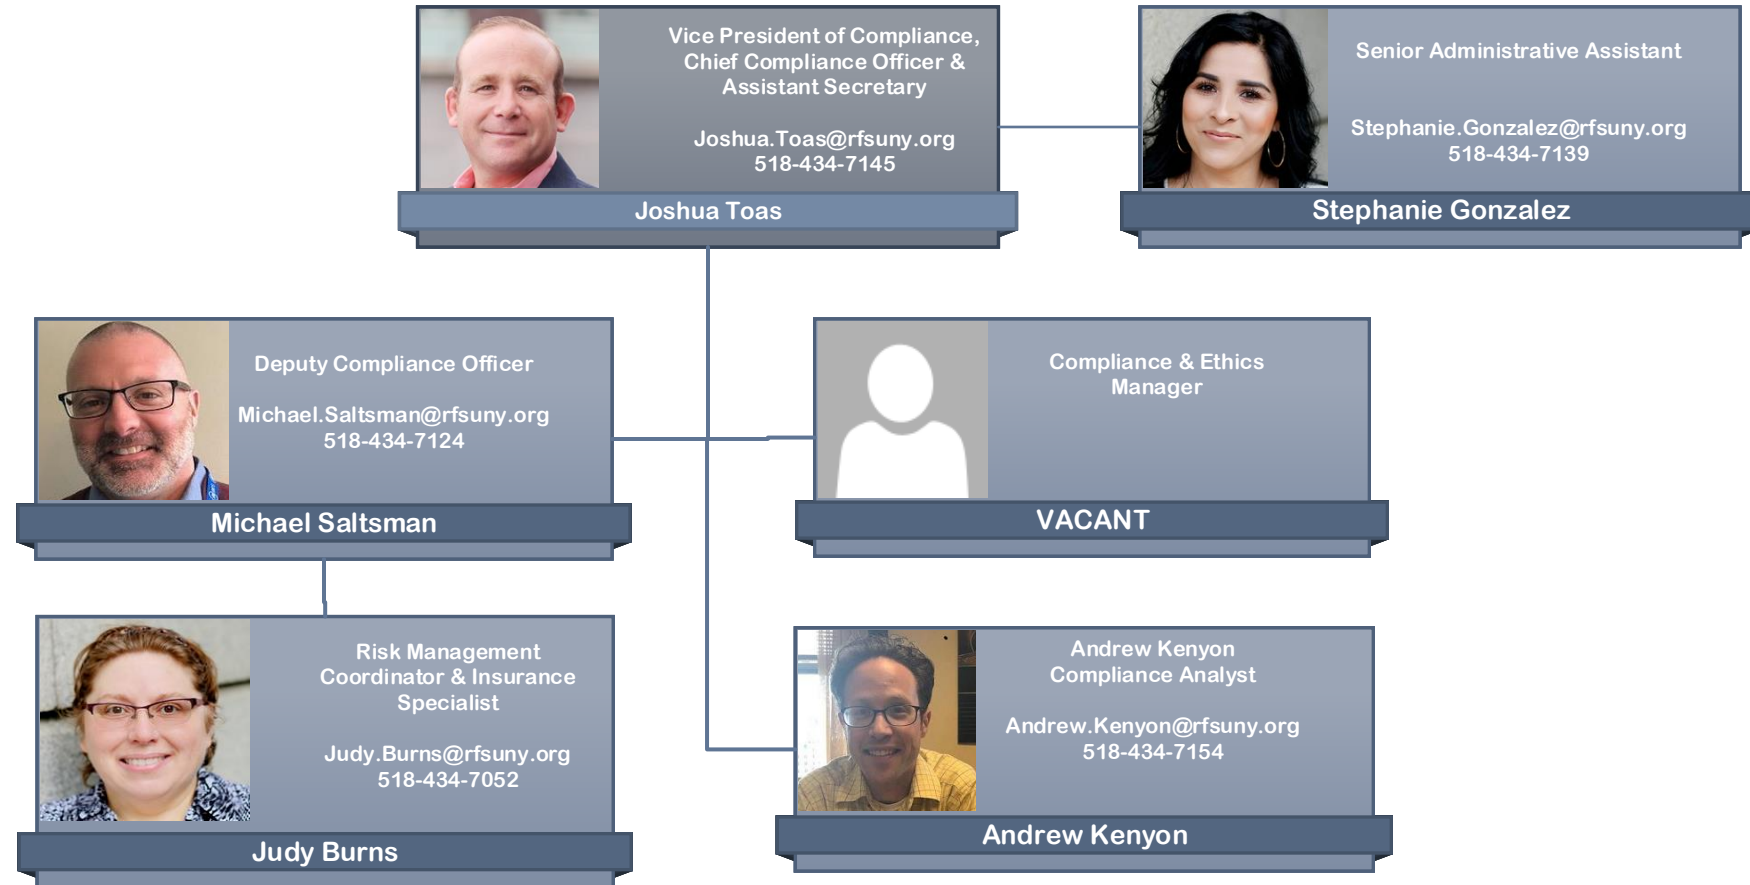 Vice President of Compliance,
Chief Compliance Officer &
Assistant Secretary
Joshua.Toas@rfsuny.org
518-434-7145
Joshua Toas
Senior Administrative Assistant
Stephanie.Gonzalez@rfsuny.org
518-434-7139
Stephanie Gonzalez
Deputy Compliance Officer
Michael.Saltsman@rfsuny.org
518-434-7124
Michael Saltsman
Compliance & Ethics
Manager
VACANT
Risk Management
Coordinator & Insurance
Specialist
Judy.Burns@rfsuny.org
518-434-7052
Judy Burns
Andrew Kenyon
Compliance Analyst
Andrew.Kenyon@rfsuny.org
518-434-7154
Andrew Kenyon